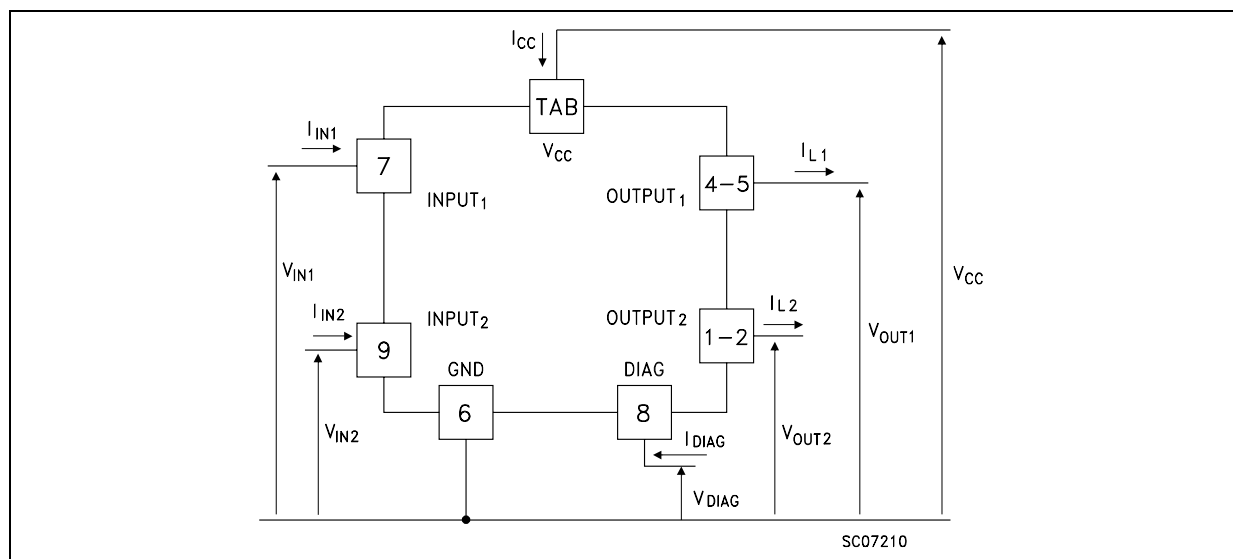 I_CC
TAB
V_CC
I_IN1
7
INPUT_1
4-5
OUTPUT_1
I_L1
V_IN1
V_CC
I_IN2
9
INPUT_2
OUTPUT_2
1-2
I_L2
V_OUT1
GND
DIAG
6
8
V_IN2
I_DIAG
V_OUT2
V_DIAG
SC07210